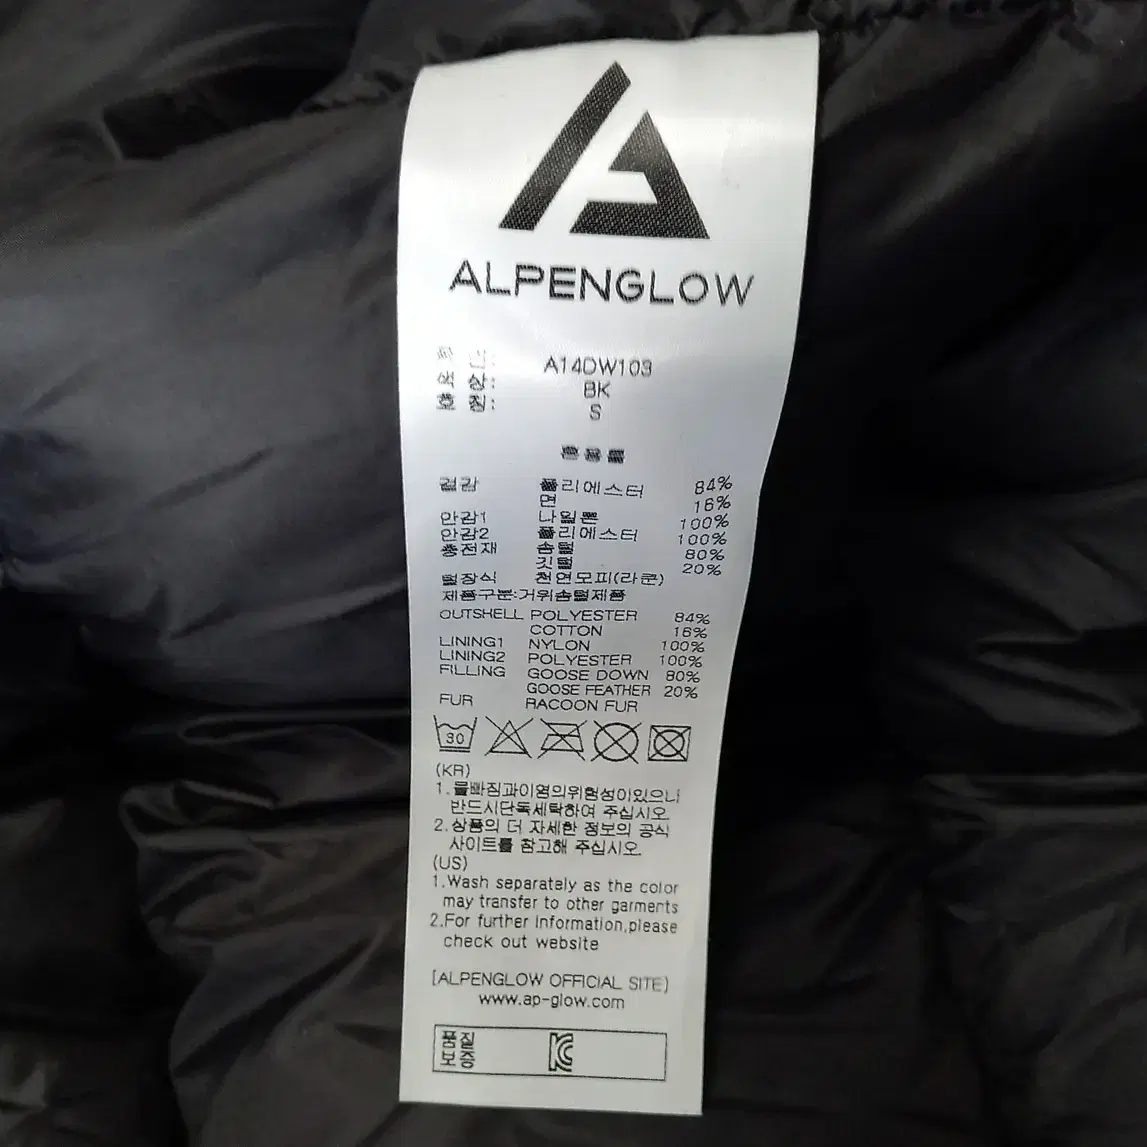 ALPENGLOW
A14DW103
색 상: BK
호 칭: S
혼용률
겉감 폴리에스터 84%
면 16%
안감1 나일론 100%
안감2 폴리에스터 100%
충전재 솜털 80%
깃털 20%
털장식 천연모피(라쿤)
제품구분:거위솜털제품
OUTSHELL POLYESTER 84%
COTTON 16%
LINING1 NYLON 100%
LINING2 POLYESTER 100%
FILLING GOOSE DOWN 80%
GOOSE FEATHER 20%
FUR RACOON FUR
30
(KR)
1.물빠짐과이염의위험성이있으니
반드시단독세탁하여 주십시오.
2.상품의 더 자세한 정보의 공식
사이트를 참고해 주십시오.
(US)
1.Wash separately as the color
may transfer to other garments
2.For further information,please
check out website
[ALPENGLOW OFFICIAL SITE]
www.ap-glow.com
품질
보증